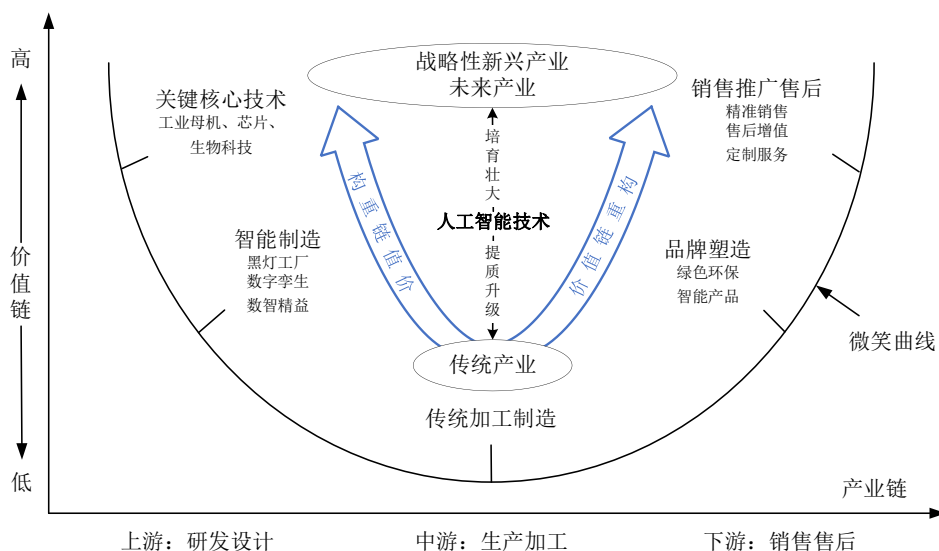 高
战略性新兴产业
未来产业
关键核心技术
工业母机、芯片、
生物科技
销售推广售后
精准销售
售后增值
定制服务
培育壮大
人工智能技术
提质升级
构重链值价
价值链重构
智能制造
黑灯工厂
数字孪生
数智精益
品牌塑造
绿色环保
智能产品
价值链
微笑曲线
传统产业
传统加工制造
低
产业链
上游：研发设计
中游：生产加工
下游：销售售后